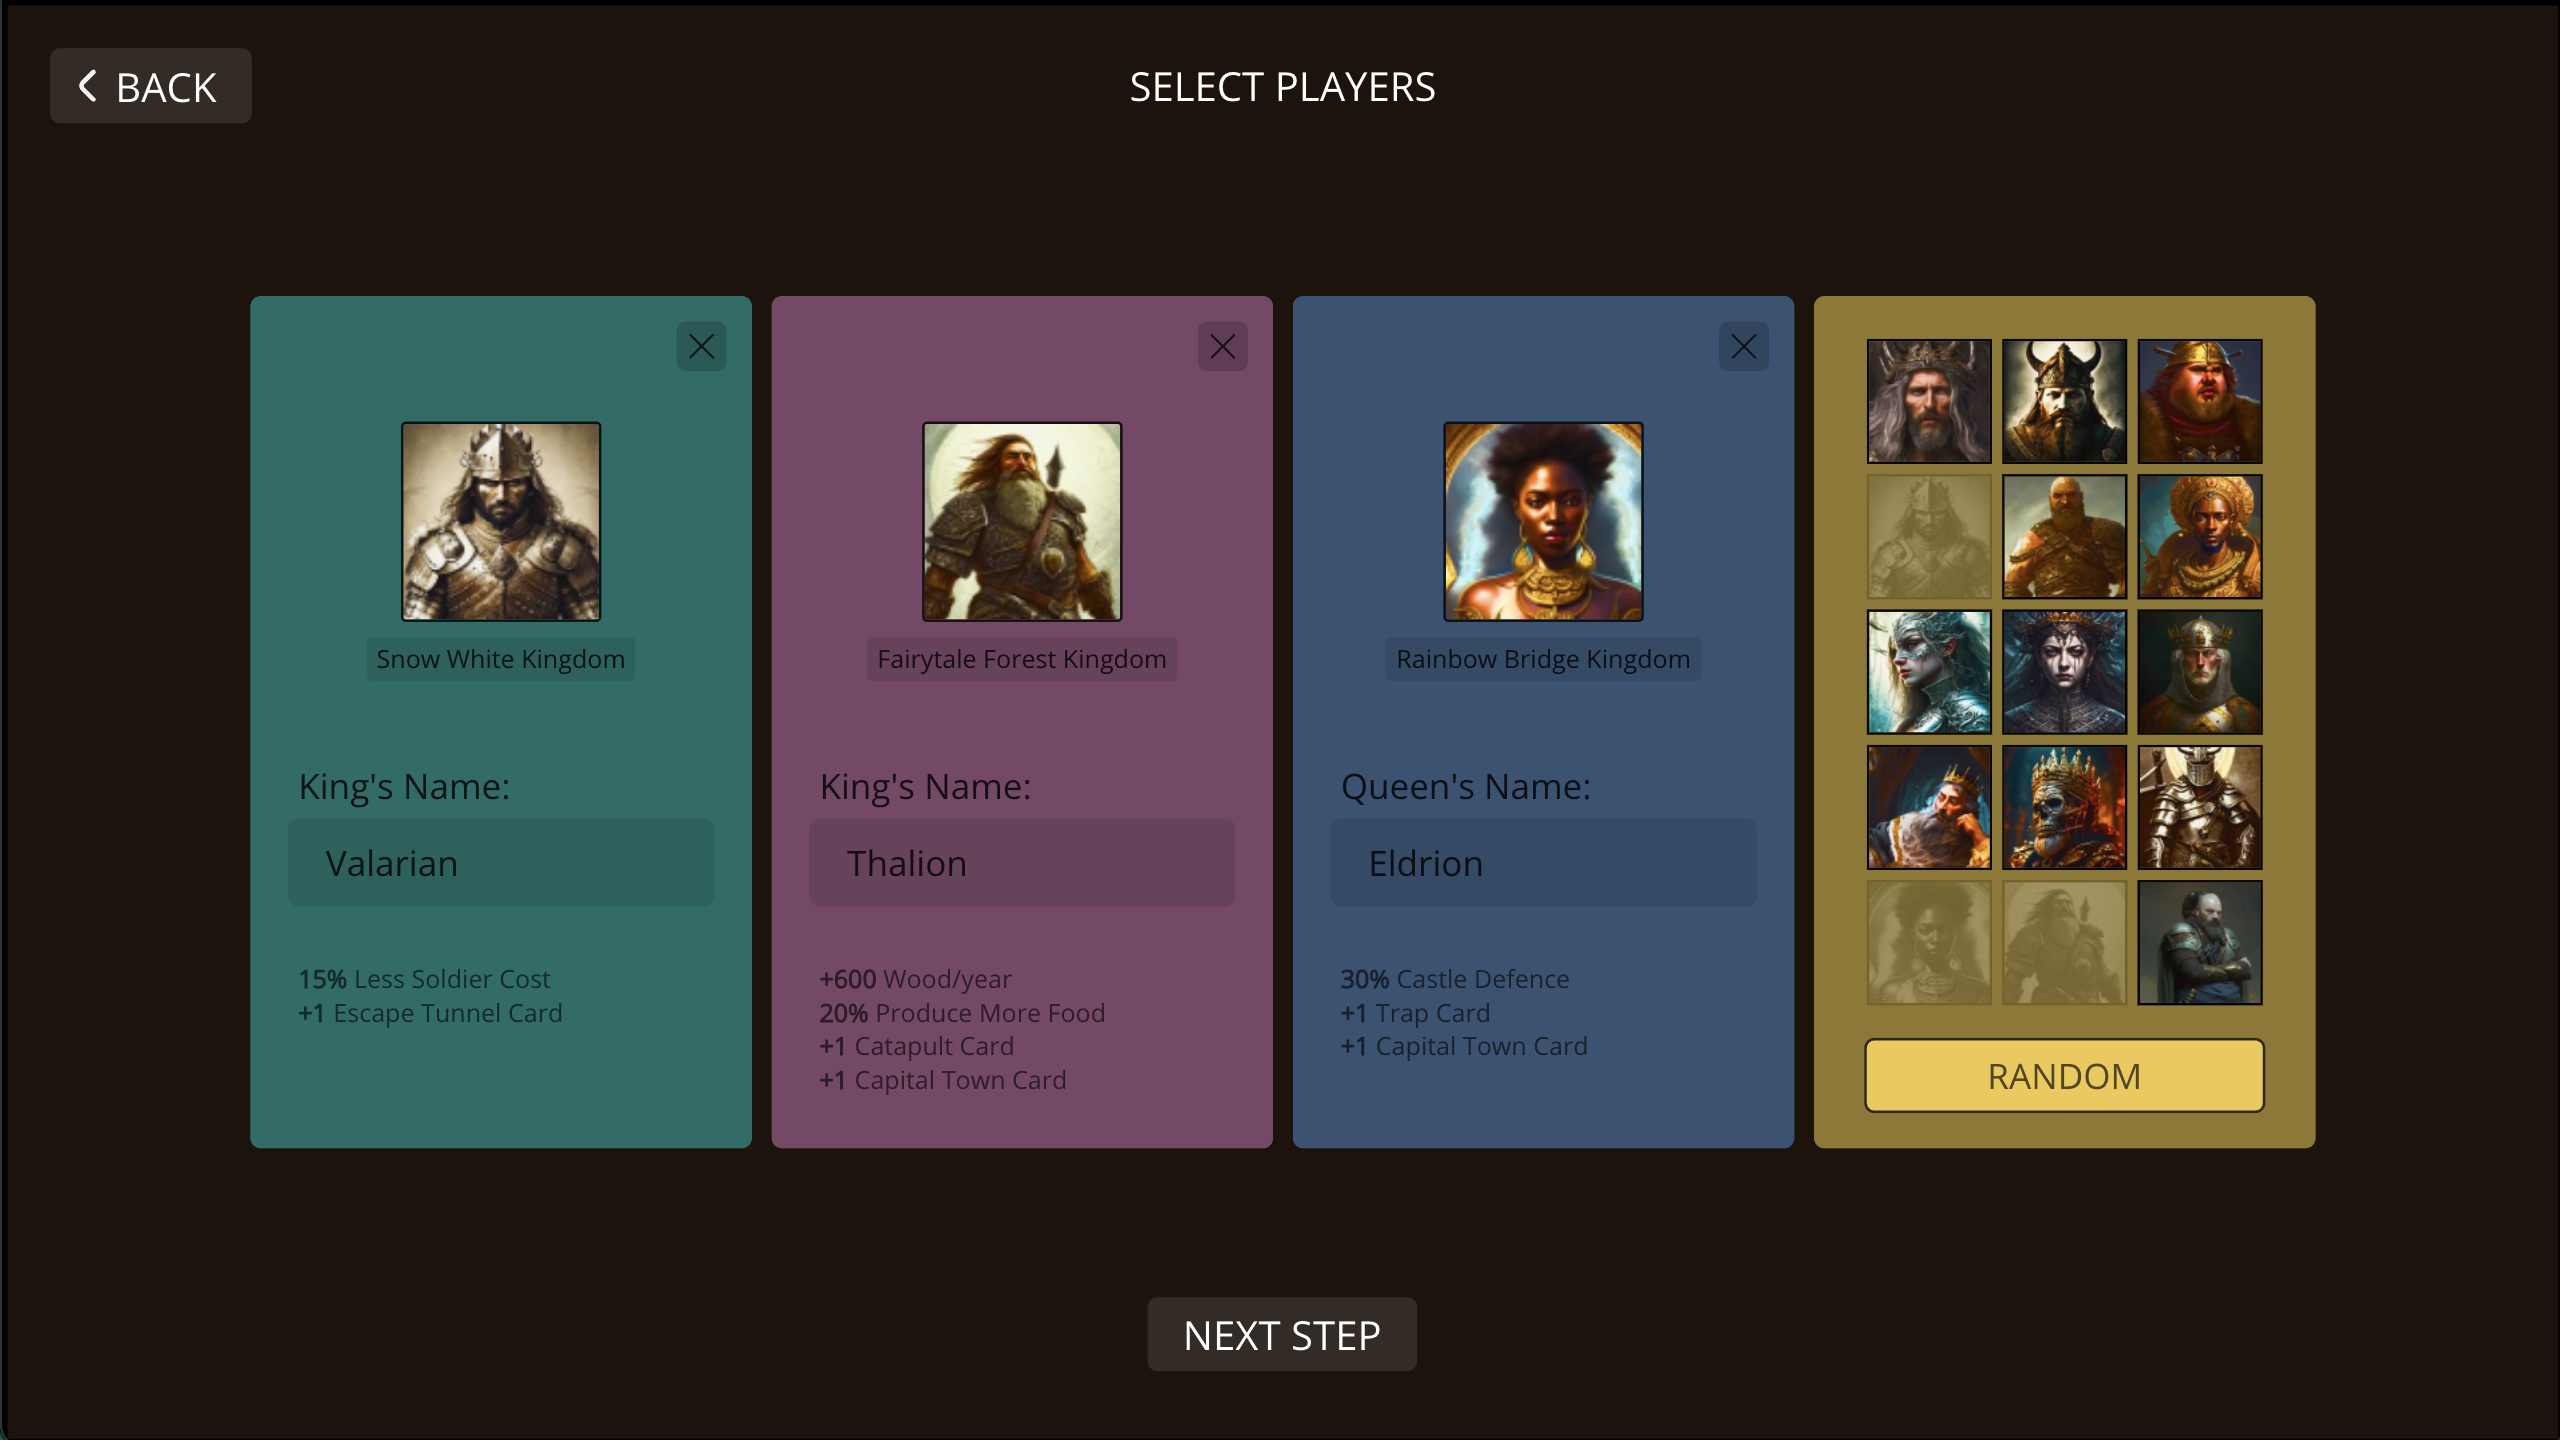 BACK
SELECT PLAYERS
Snow White Kingdom
King's Name:
Valarian
15% Less Soldier Cost
+1 Escape Tunnel Card
Fairytale Forest Kingdom
King's Name:
Thalion
+600 Wood/year
20% Produce More Food
+1 Catapult Card
+1 Capital Town Card
Rainbow Bridge Kingdom
Queen's Name:
Eldrion
30% Castle Defence
+1 Trap Card
+1 Capital Town Card
RANDOM
NEXT STEP